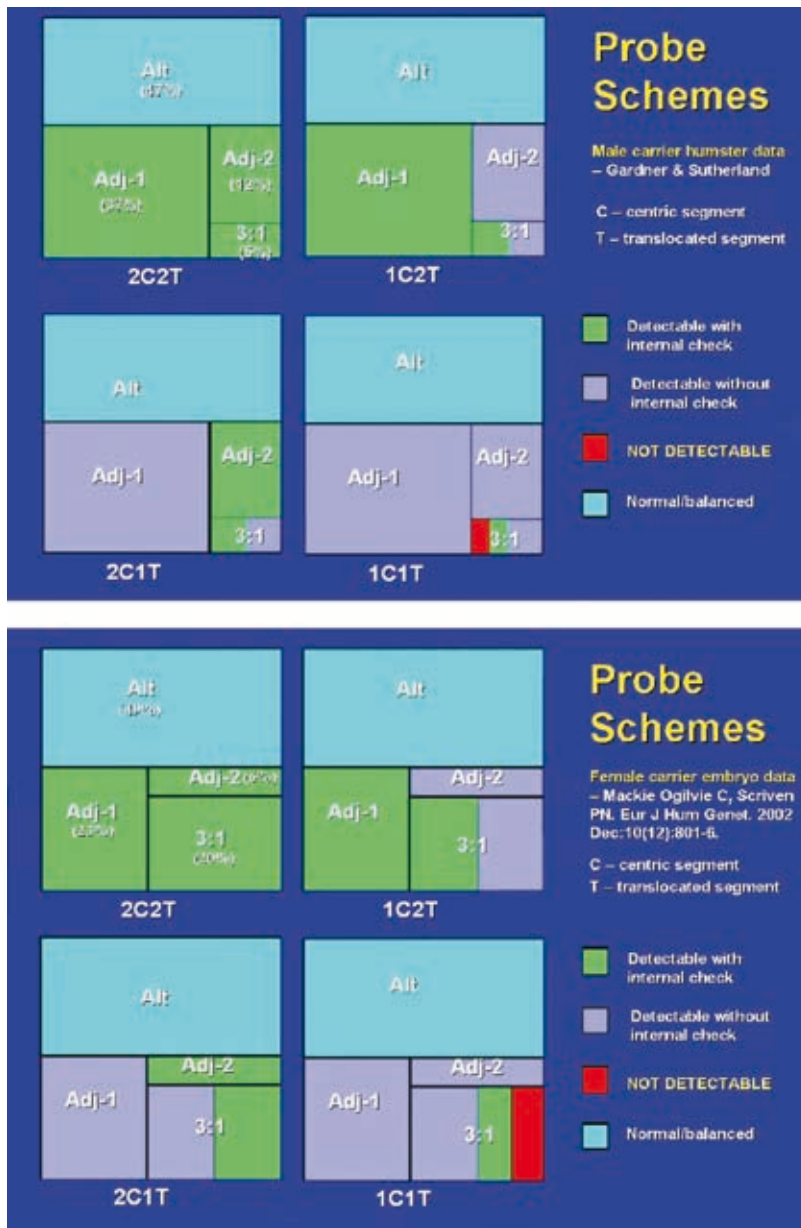 Probe
Schemes
Male carrier humster data
– Gardner & Sutherland
C – centric segment
T – translocated segment
Detectable with
internal check
Detectable without
internal check
NOT DETECTABLE
Normal/balanced
Alt
(47%)
Adj-1
Adj-2
(12%)
3:1
2C2T
Alt
Adj-1
Adj-2
3:1
1C2T
Alt
Adj-1
Adj-2
3:1
2C1T
Alt
Adj-1
Adj-2
3:1
1C1T
Probe
Schemes
Female carrier embryo data
– Mackie Ogilvie C, Scriven
PN. Eur J Hum Genet. 2002
Dec;10(12):801-6.
C – centric segment
T – translocated segment
Detectable with
internal check
Detectable without
internal check
NOT DETECTABLE
Normal/balanced
Alt
Adj-1
Adj-2
3:1
2C2T
Alt
Adj-1
Adj-2
3:1
1C2T
Alt
Adj-1
Adj-2
3:1
2C1T
Alt
Adj-1
Adj-2
3:1
1C1T